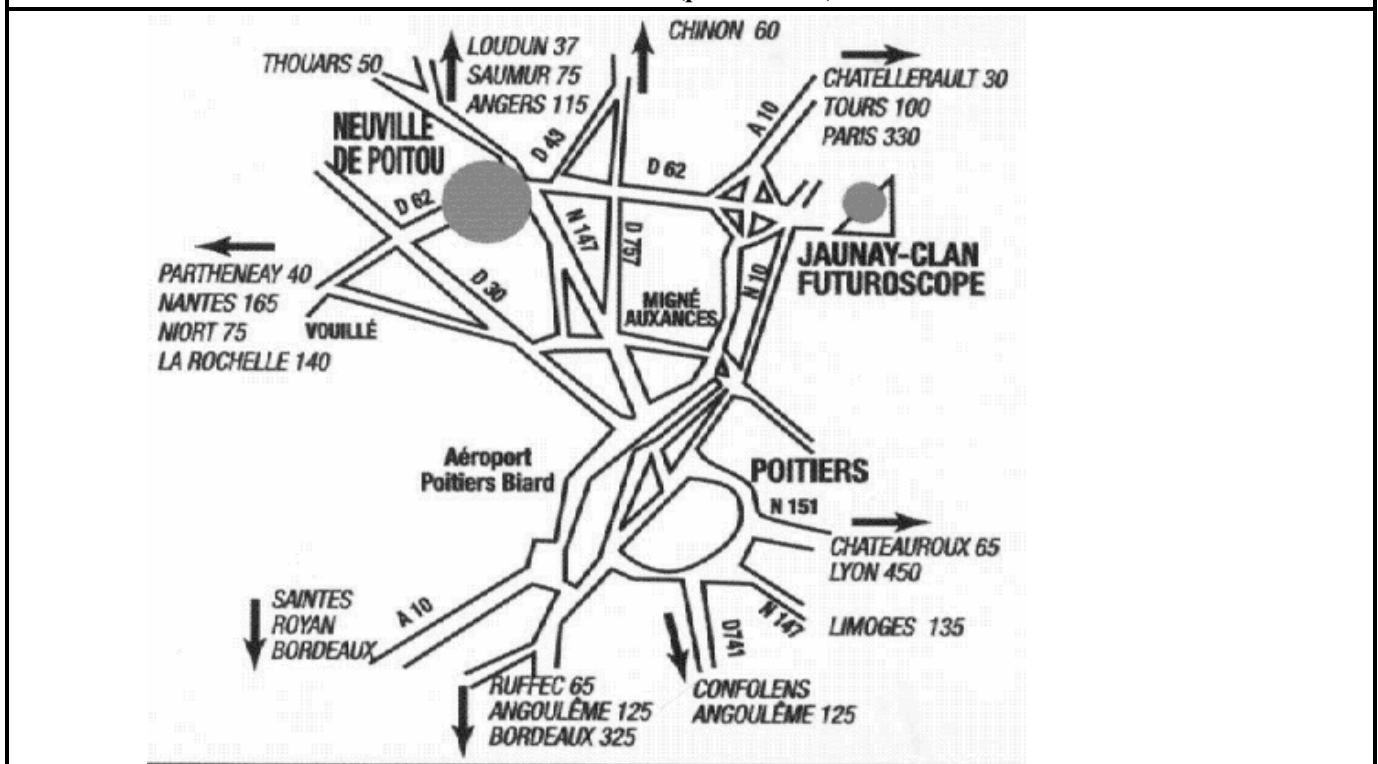 CHINON 60
LOUDUN 37
SAUMUR 75
ANGERS 115
THOUARS 50
CHATELLERAULT 30
TOURS 100
PARIS 330
A 10
NEUVILLE
DE POITOU
D 43
D 62
D 62
N 147
D 757
JAUNAY-CLAN
FUTUROSCOPE
PARTHENEAY 40
NANTES 165
NIORT 75
LA ROCHELLE 140
D 30
N 10
MIGNÉ
AUXANCES
VOUILLÉ
Aéroport
Poitiers Biard
POITIERS
N 151
CHATEAUROUX 65
LYON 450
SAINTES
ROYAN
BORDEAUX
A 10
N 147
LIMOGES 135
D741
RUFFEC 65
ANGOULÊME 125
BORDEAUX 325
CONFOLENS
ANGOULÊME 125